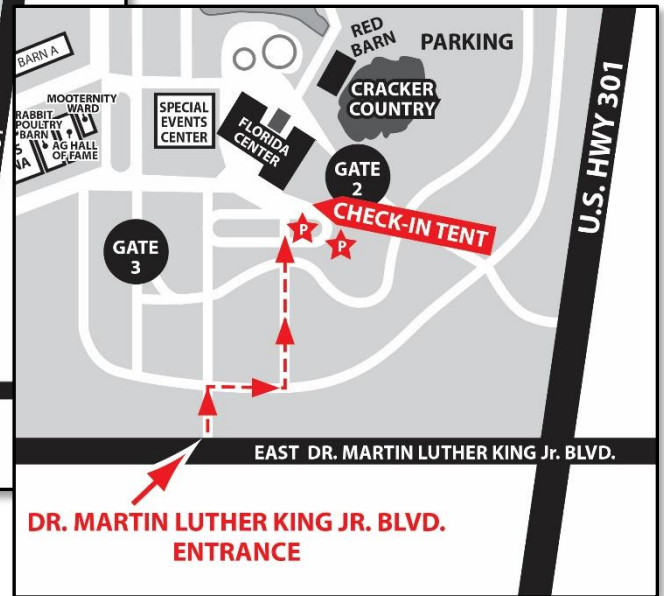 BARN A
MOOTERNITY
WARD
RABBIT
POULTRY
BARN
AG HALL
OF FAME
NA
SPECIAL
EVENTS
CENTER
FLORIDA
CENTER
RED
BARN
PARKING
CRACKER
COUNTRY
GATE
2
CHECK-IN TENT
P
P
GATE
3
U.S. HWY 301
EAST DR. MARTIN LUTHER KING Jr. BLVD.
DR. MARTIN LUTHER KING JR. BLVD.
ENTRANCE